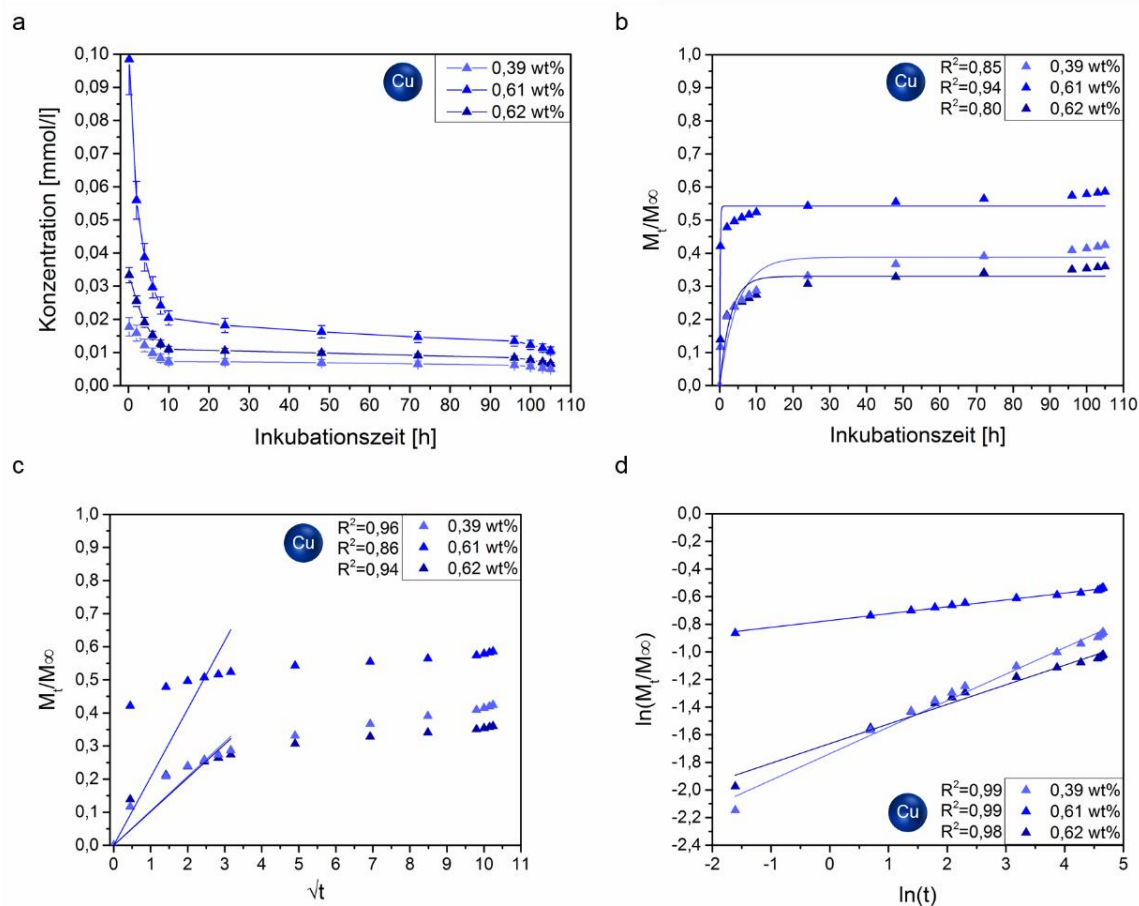 a
0,10
0,09
0,08
0,07
0,06
0,05
0,04
0,03
0,02
0,01
0,00
Konzentration [mmol/l]
Cu
0,39 wt%
0,61 wt%
0,62 wt%
0 10 20 30 40 50 60 70 80 90 100 110
Inkubationszeit [h]
b
1,0
0,9
0,8
0,7
0,6
0,5
0,4
0,3
0,2
0,1
0,0
Mt/M∞
Cu
R²=0,85 0,39 wt%
R²=0,94 0,61 wt%
R²=0,80 0,62 wt%
0 10 20 30 40 50 60 70 80 90 100 110
Inkubationszeit [h]
c
1,0
0,9
0,8
0,7
0,6
0,5
0,4
0,3
0,2
0,1
0,0
Mt/M∞
Cu
R²=0,96 0,39 wt%
R²=0,86 0,61 wt%
R²=0,94 0,62 wt%
0 1 2 3 4 5 6 7 8 9 10 11
√t
d
0,0
-0,2
-0,4
-0,6
-0,8
-1,0
-1,2
-1,4
-1,6
-1,8
-2,0
-2,2
-2,4
ln(Mt/M∞)
Cu
R²=0,99 0,39 wt%
R²=0,99 0,61 wt%
R²=0,98 0,62 wt%
-2 -1 0 1 2 3 4 5
ln(t)